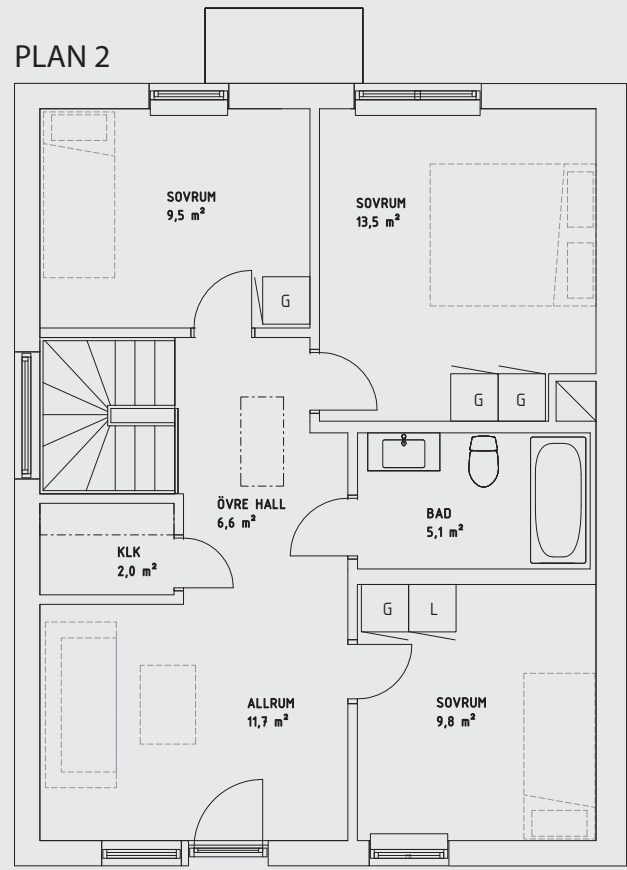 PLAN 2
SOVRUM
9,5 m²
SOVRUM
13,5 m²
G
G G
ÖVRE HALL
6,6 m²
BAD
5,1 m²
KLK
2,0 m²
G L
ALLRUM
11,7 m²
SOVRUM
9,8 m²